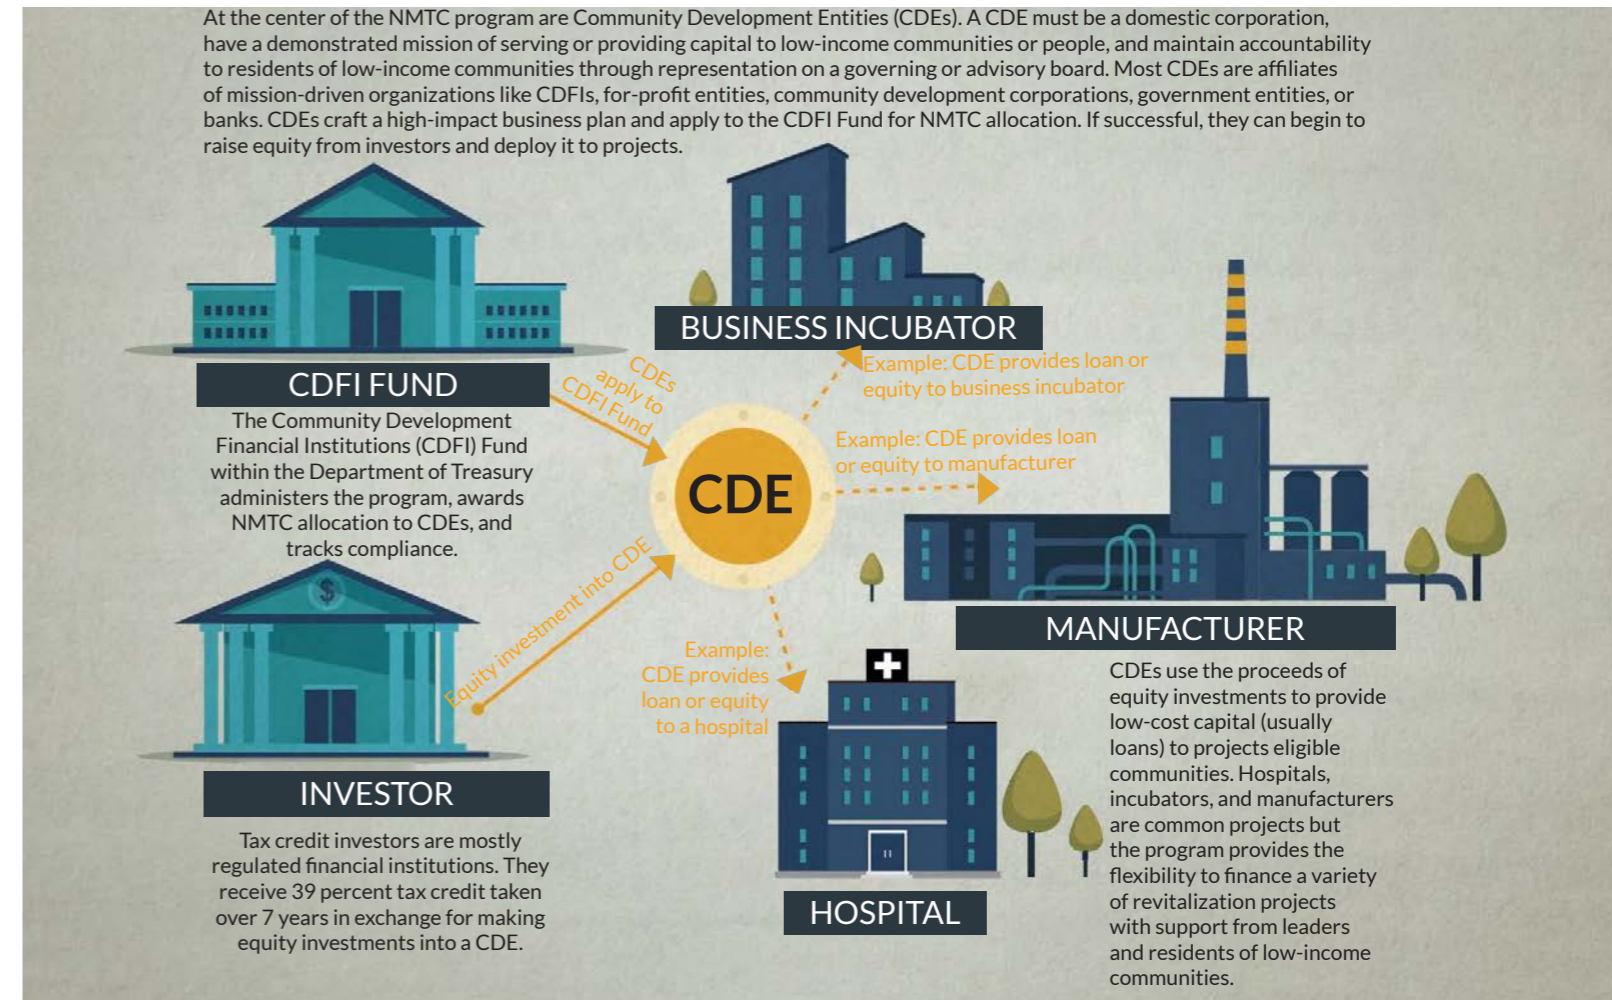 At the center of the NMTC program are Community Development Entities (CDEs). A CDE must be a domestic corporation,
have a demonstrated mission of serving or providing capital to low-income communities or people, and maintain accountability
to residents of low-income communities through representation on a governing or advisory board. Most CDEs are affiliates
of mission-driven organizations like CDFIs, for-profit entities, community development corporations, government entities, or
banks. CDEs craft a high-impact business plan and apply to the CDFI Fund for NMTC allocation. If successful, they can begin to
raise equity from investors and deploy it to projects.
BUSINESS INCUBATOR
Example: CDE provides loan or
equity to business incubator
CDFI FUND
The Community Development
Financial Institutions (CDFI) Fund
within the Department of Treasury
administers the program, awards
NMTC allocation to CDEs, and
tracks compliance.
CDEs
apply to
CDFI Fund
Example: CDE provides loan
or equity to manufacturer
CDE
Equity investment into CDE
$
INVESTOR
Tax credit investors are mostly
regulated financial institutions. They
receive 39 percent tax credit taken
over 7 years in exchange for making
equity investments into a CDE.
Example:
CDE provides
loan or equity
to a hospital
HOSPITAL
MANUFACTURER
CDEs use the proceeds of
equity investments to provide
low-cost capital (usually
loans) to projects eligible
communities. Hospitals,
incubators, and manufacturers
are common projects but
the program provides the
flexibility to finance a variety
of revitalization projects
with support from leaders
and residents of low-income
communities.